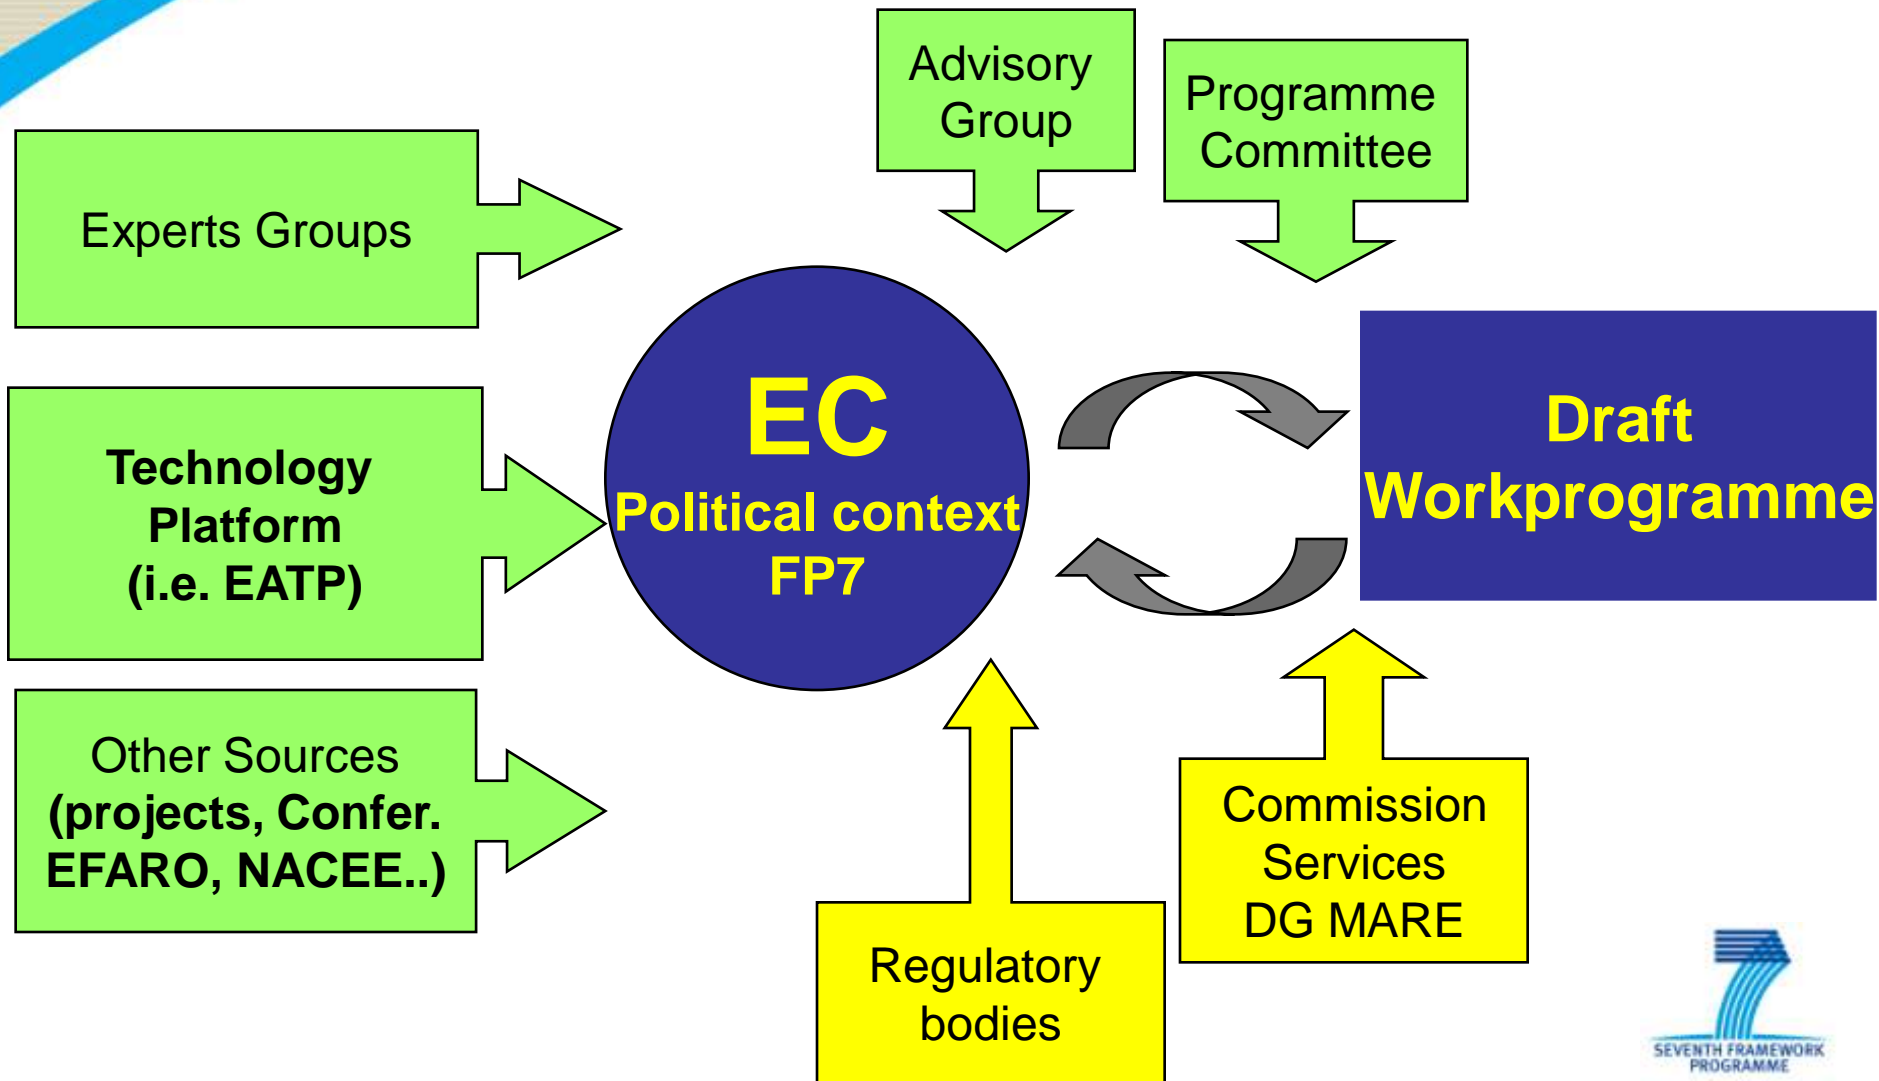 Advisory
Group
Programme
Committee
Experts Groups
Technology
Platform
(i.e. EATP)
EC
Political context
FP7
Draft
Workprogramme
Other Sources
(projects, Confer.
EFARO, NACEE..)
Commission
Services
DG MARE
Regulatory
bodies
SEVENTH FRAMEWORK
PROGRAMME